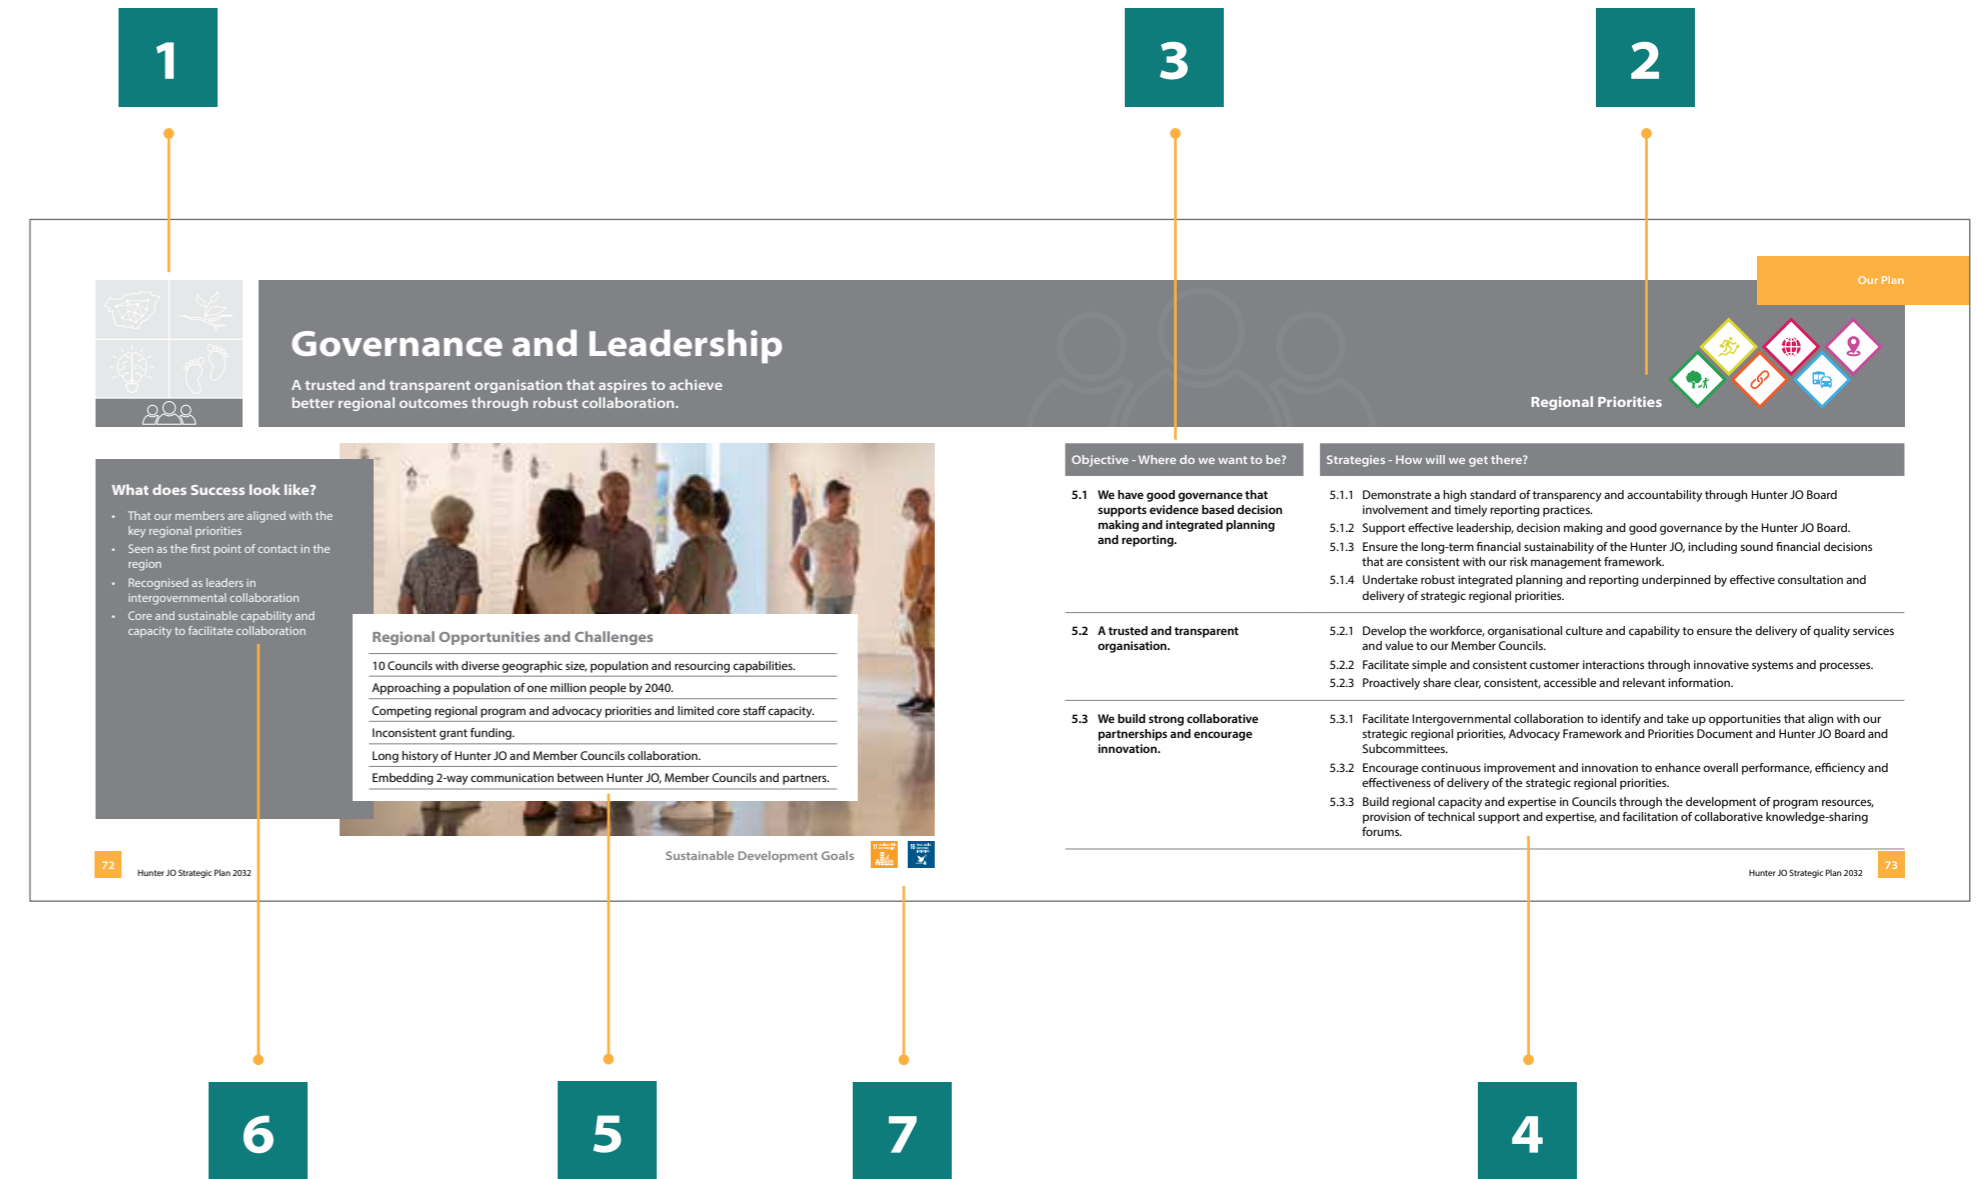 1
3
2
Our Plan
Governance and Leadership
A trusted and transparent organisation that aspires to achieve
better regional outcomes through robust collaboration.
Regional Priorities
What does Success look like?
• That our members are aligned with the
key regional priorities
• Seen as the first point of contact in the
region
• Recognised as leaders in
intergovernmental collaboration
• Core and sustainable capability and
capacity to facilitate collaboration
Regional Opportunities and Challenges
10 Councils with diverse geographic size, population and resourcing capabilities.
Approaching a population of one million people by 2040.
Competing regional program and advocacy priorities and limited core staff capacity.
Inconsistent grant funding.
Long history of Hunter JO and Member Councils collaboration.
Embedding 2-way communication between Hunter JO, Member Councils and partners.
Sustainable Development Goals
72
Hunter JO Strategic Plan 2032
Objective - Where do we want to be?
Strategies - How will we get there?
5.1 We have good governance that
supports evidence based decision
making and integrated planning
and reporting.
5.1.1 Demonstrate a high standard of transparency and accountability through Hunter JO Board
involvement and timely reporting practices.
5.1.2 Support effective leadership, decision making and good governance by the Hunter JO Board.
5.1.3 Ensure the long-term financial sustainability of the Hunter JO, including sound financial decisions
that are consistent with our risk management framework.
5.1.4 Undertake robust integrated planning and reporting underpinned by effective consultation and
delivery of strategic regional priorities.
5.2 A trusted and transparent
organisation.
5.2.1 Develop the workforce, organisational culture and capability to ensure the delivery of quality services
and value to our Member Councils.
5.2.2 Facilitate simple and consistent customer interactions through innovative systems and processes.
5.2.3 Proactively share clear, consistent, accessible and relevant information.
5.3 We build strong collaborative
partnerships and encourage
innovation.
5.3.1 Facilitate Intergovernmental collaboration to identify and take up opportunities that align with our
strategic regional priorities, Advocacy Framework and Priorities Document and Hunter JO Board and
Subcommittees.
5.3.2 Encourage continuous improvement and innovation to enhance overall performance, efficiency and
effectiveness of delivery of the strategic regional priorities.
5.3.3 Build regional capacity and expertise in Councils through the development of program resources,
provision of technical support and expertise, and facilitation of collaborative knowledge-sharing
forums.
Hunter JO Strategic Plan 2032
73
6
5
7
4